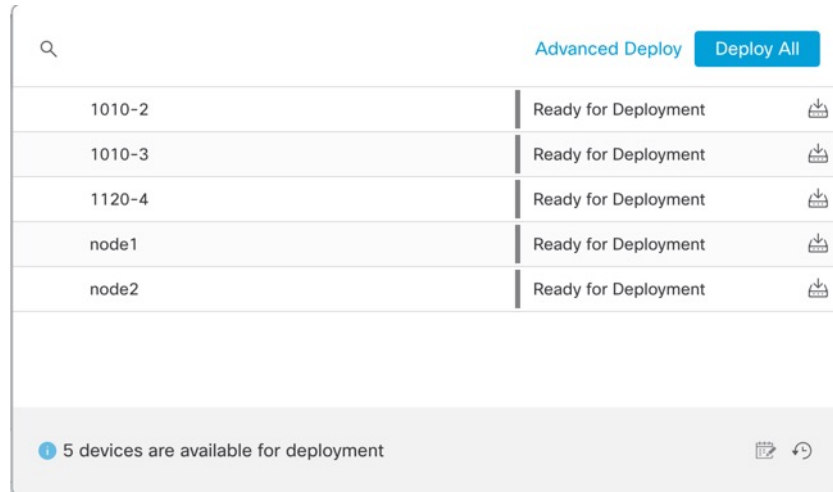 Advanced Deploy Deploy All
1010-2 Ready for Deployment
1010-3 Ready for Deployment
1120-4 Ready for Deployment
node1 Ready for Deployment
node2 Ready for Deployment
5 devices are available for deployment